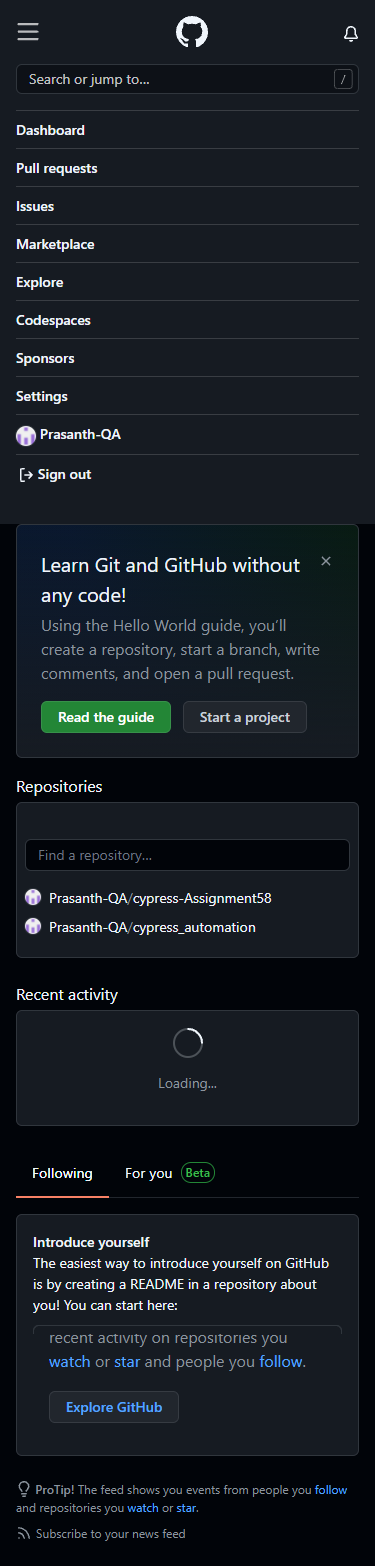 Search or jump to... /
Dashboard
Pull requests
Issues
Marketplace
Explore
Codespaces
Sponsors
Settings
Prasanth-QA
Sign out
Learn Git and GitHub without
any code!
Using the Hello World guide, you’ll
create a repository, start a branch, write
comments, and open a pull request.
Read the guide Start a project
Repositories
Find a repository...
Prasanth-QA/cypress-Assignment58
Prasanth-QA/cypress_automation
Recent activity
Loading...
Following For you Beta
Introduce yourself
The easiest way to introduce yourself on GitHub
is by creating a README in a repository about
you! You can start here:
recent activity on repositories you
watch or star and people you follow.
Explore GitHub
ProTip! The feed shows you events from people you follow
and repositories you watch or star.
Subscribe to your news feed